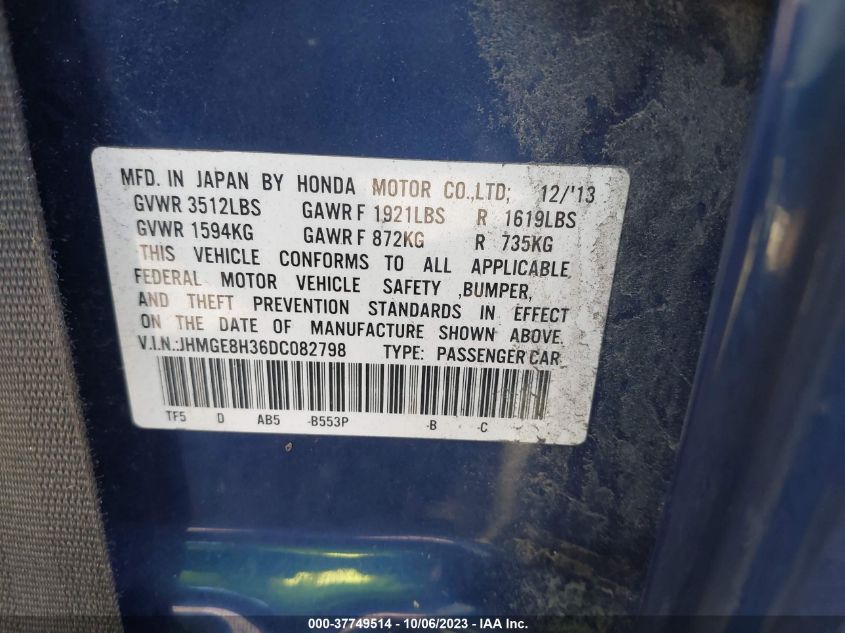 MFD. IN JAPAN BY HONDA MOTOR CO.,LTD; 12/'13
GVWR 3512LBS GAWR F 1921LBS R 1619LBS
GVWR 1594KG GAWR F 872KG R 735KG
THIS VEHICLE CONFORMS TO ALL APPLICABLE
FEDERAL MOTOR VEHICLE SAFETY ,BUMPER,
AND THEFT PREVENTION STANDARDS IN EFFECT
ON THE DATE OF MANUFACTURE SHOWN ABOVE.
V.I.N.:JHMGE8H36DC082798 TYPE: PASSENGER CAR
TF5 D AB5 -B553P -B -C
000-37749514 - 10/06/2023 - IAA Inc.